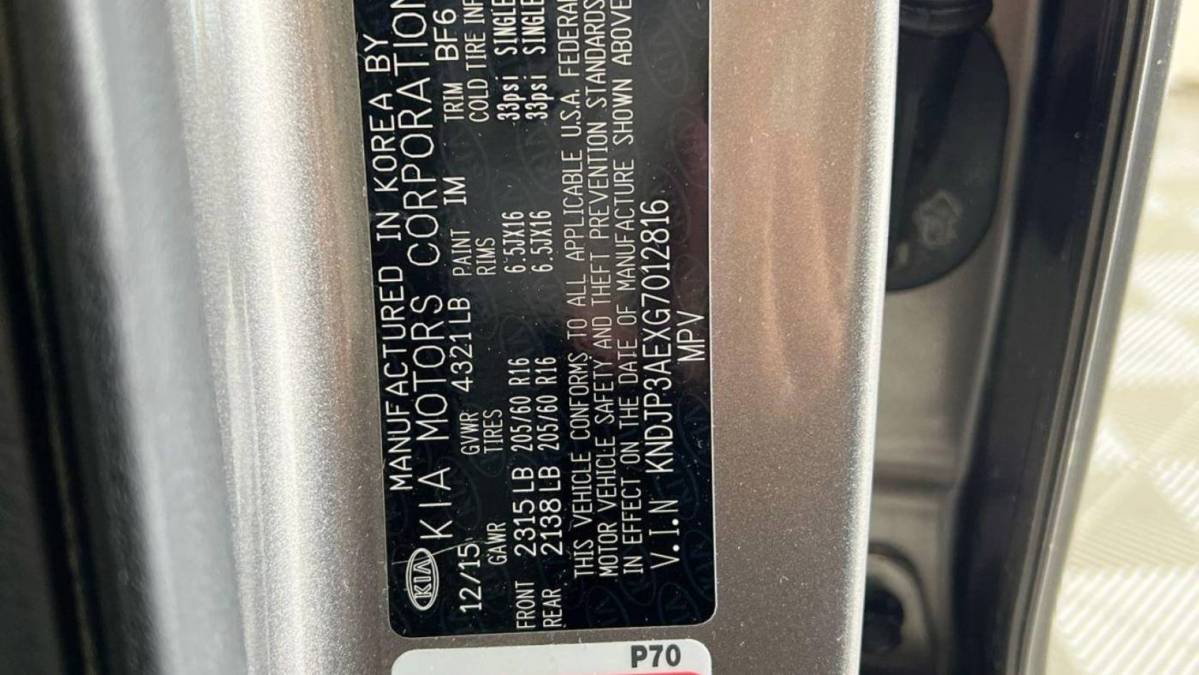 MANUFACTURED IN KOREA BY
KIA KIA MOTORS CORPORATION
12/15 GVWR 4321LB PAINT IM TRIM BF6
GAWR TIRES RIMS COLD TIRE INF
FRONT 2315LB 205/60 R16 6.5JX16 33psi SINGLE
REAR 2138LB 205/60 R16 6.5JX16 33psi SINGLE
THIS VEHICLE CONFORMS TO ALL APPLICABLE U.S.A. FEDERA
MOTOR VEHICLE SAFETY AND THEFT PREVENTION STANDARDS
IN EFFECT ON THE DATE OF MANUFACTURE SHOWN ABOVE
V.I.N KNDJP3AEXG7012816
MPV
P70